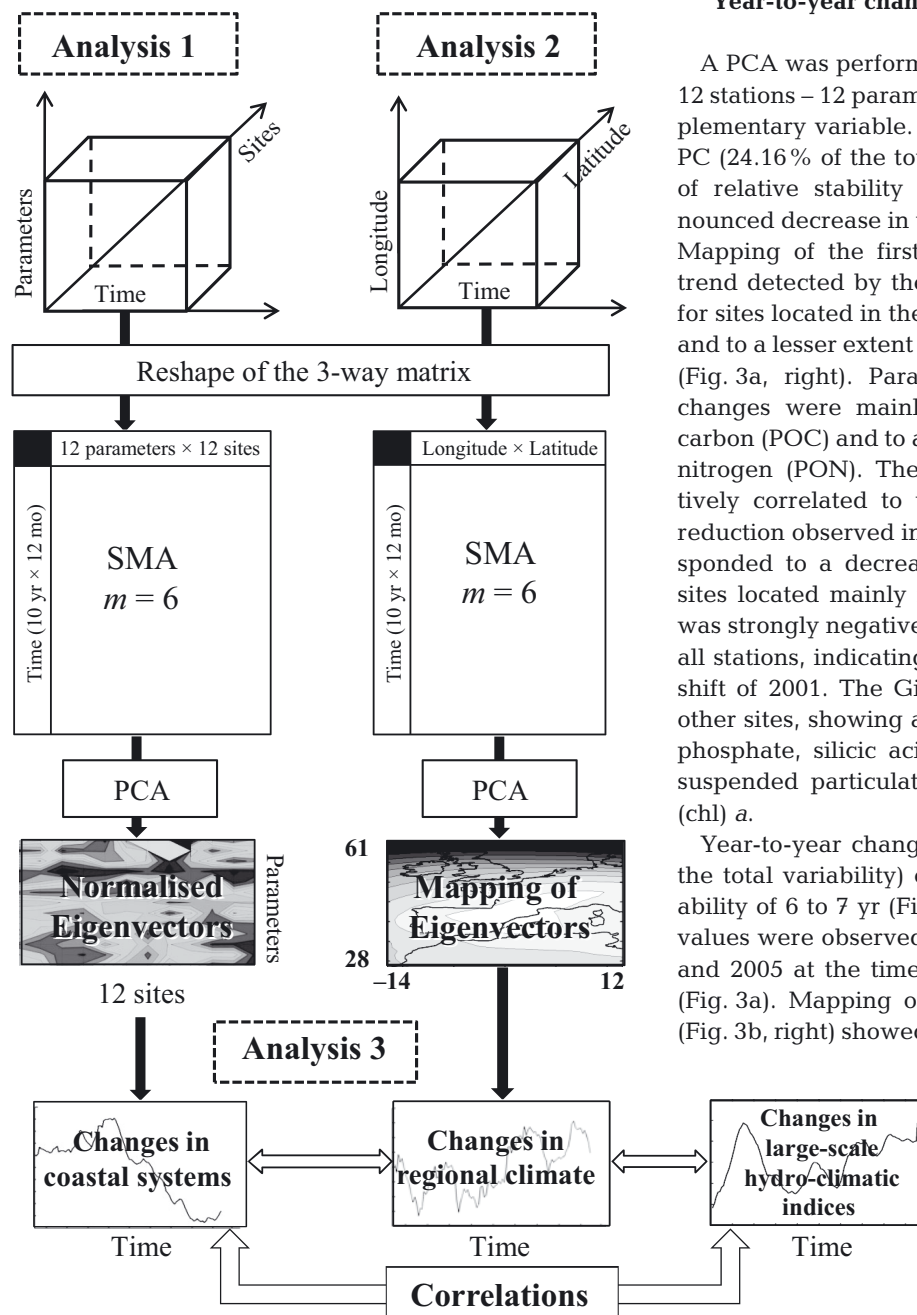 Analysis 1
Analysis 2
Parameters
Sites
Time
Longitude
Latitude
Time
Reshape of the 3-way matrix
12 parameters × 12 sites
Time (10 yr × 12 mo)
SMA
m = 6
Longitude × Latitude
Time (10 yr × 12 mo)
SMA
m = 6
PCA
PCA
Normalised
Eigenvectors
Parameters
12 sites
61
28
Mapping of
Eigenvectors
–14
12
Analysis 3
Changes in
coastal systems
Time
Changes in
regional climate
Time
Changes in
large-scale
hydro-climatic
indices
Time
Correlations
Year-to-year chan
A PCA was perform
12 stations – 12 param
plementary variable.
PC (24.16% of the tot
of relative stability
nounced decrease in t
Mapping of the first
trend detected by the
for sites located in the
and to a lesser extent
(Fig. 3a, right). Para
changes were mainl
carbon (POC) and to a
nitrogen (PON). The
tively correlated to
reduction observed in
sponded to a decrea
sites located mainly
was strongly negative
all stations, indicating
shift of 2001. The Gi
other sites, showing a
phosphate, silicic aci
suspended particulat
(chl) a.
Year-to-year chang
the total variability) c
ability of 6 to 7 yr (Fi
values were observed
and 2005 at the time
(Fig. 3a). Mapping o
(Fig. 3b, right) showed